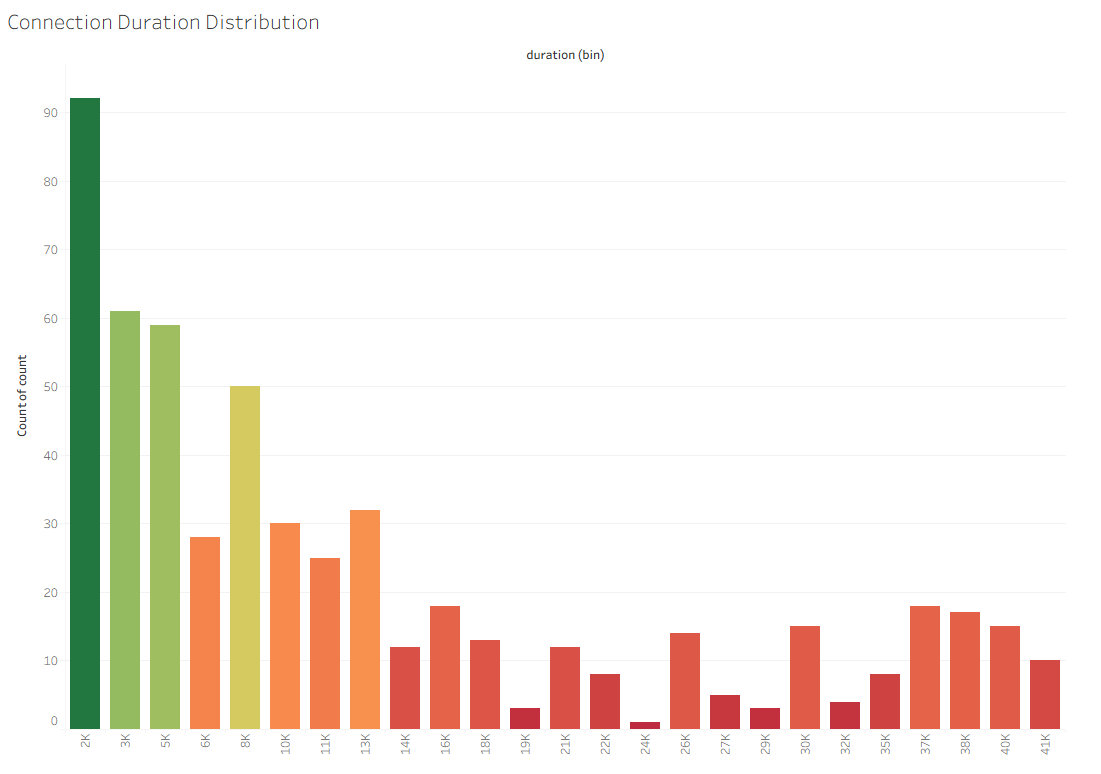 Connection Duration Distribution
duration (bin)
90
80
70
60
50
40
30
20
10
0
Count of count
2K
3K
5K
6K
8K
10K
11K
13K
14K
16K
18K
19K
21K
22K
24K
26K
27K
29K
30K
32K
35K
37K
38K
40K
41K